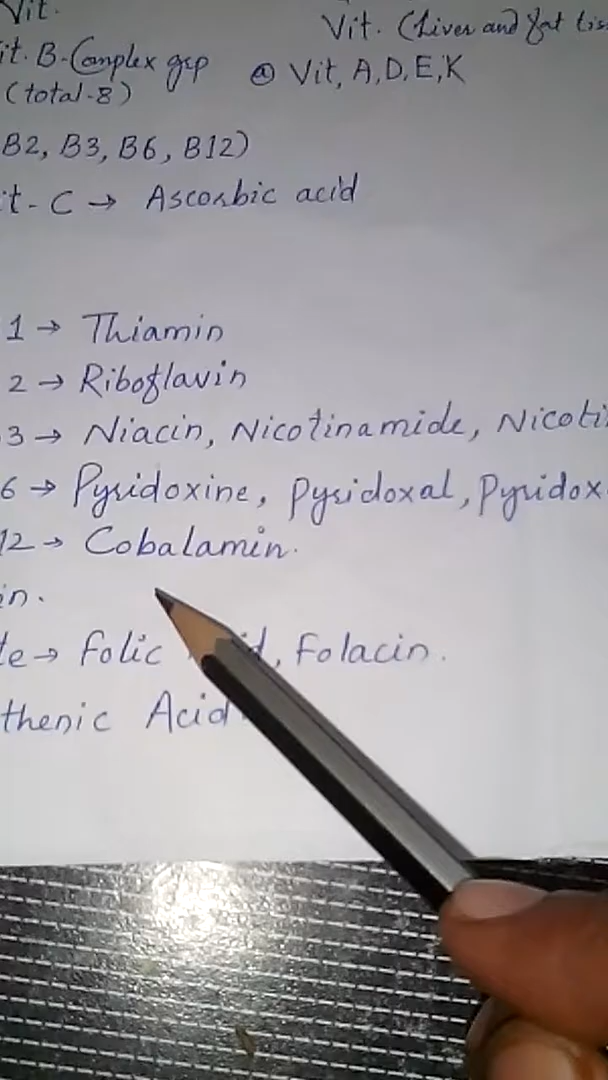 Vit.
Vit. (Liver and fat tis
it. B-Complex grp
@ Vit, A, D, E, K
(total-8)
B2, B3, B6, B12)
it- C → Ascorbic acid
1 → Thiamin
2 → Riboflavin
3 → Niacin, Nicotinamide, Nicoti
6 → Pyridoxine, Pyridoxal, Pyridox
12 → Cobalamin.
in.
te → Folic Acid, Folacin.
thenic Acid